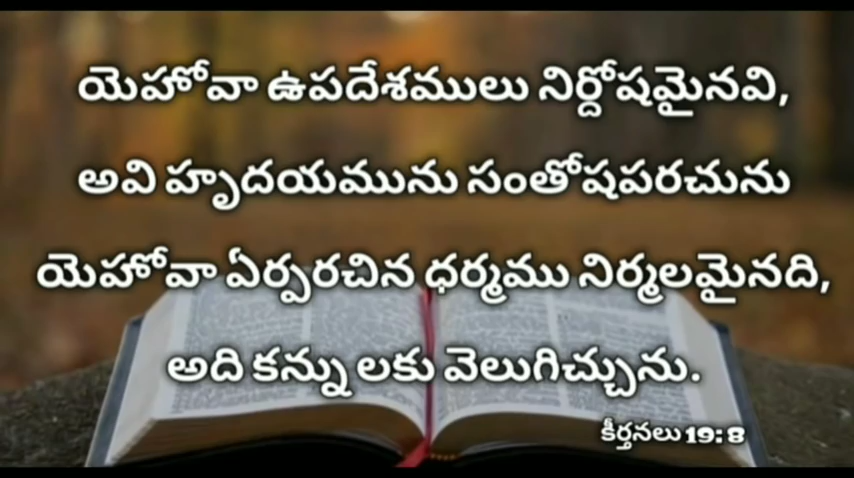 యెహోవా ఉపదేశములు నిర్దోషమైనవి,
అవి హృదయమును సంతోషపరచును
యెహోవా ఏర్పరచిన ధర్మము నిర్మలమైనది,
అది కన్ను లకు వెలుగిచ్చును.
కీర్తనలు 19: 8